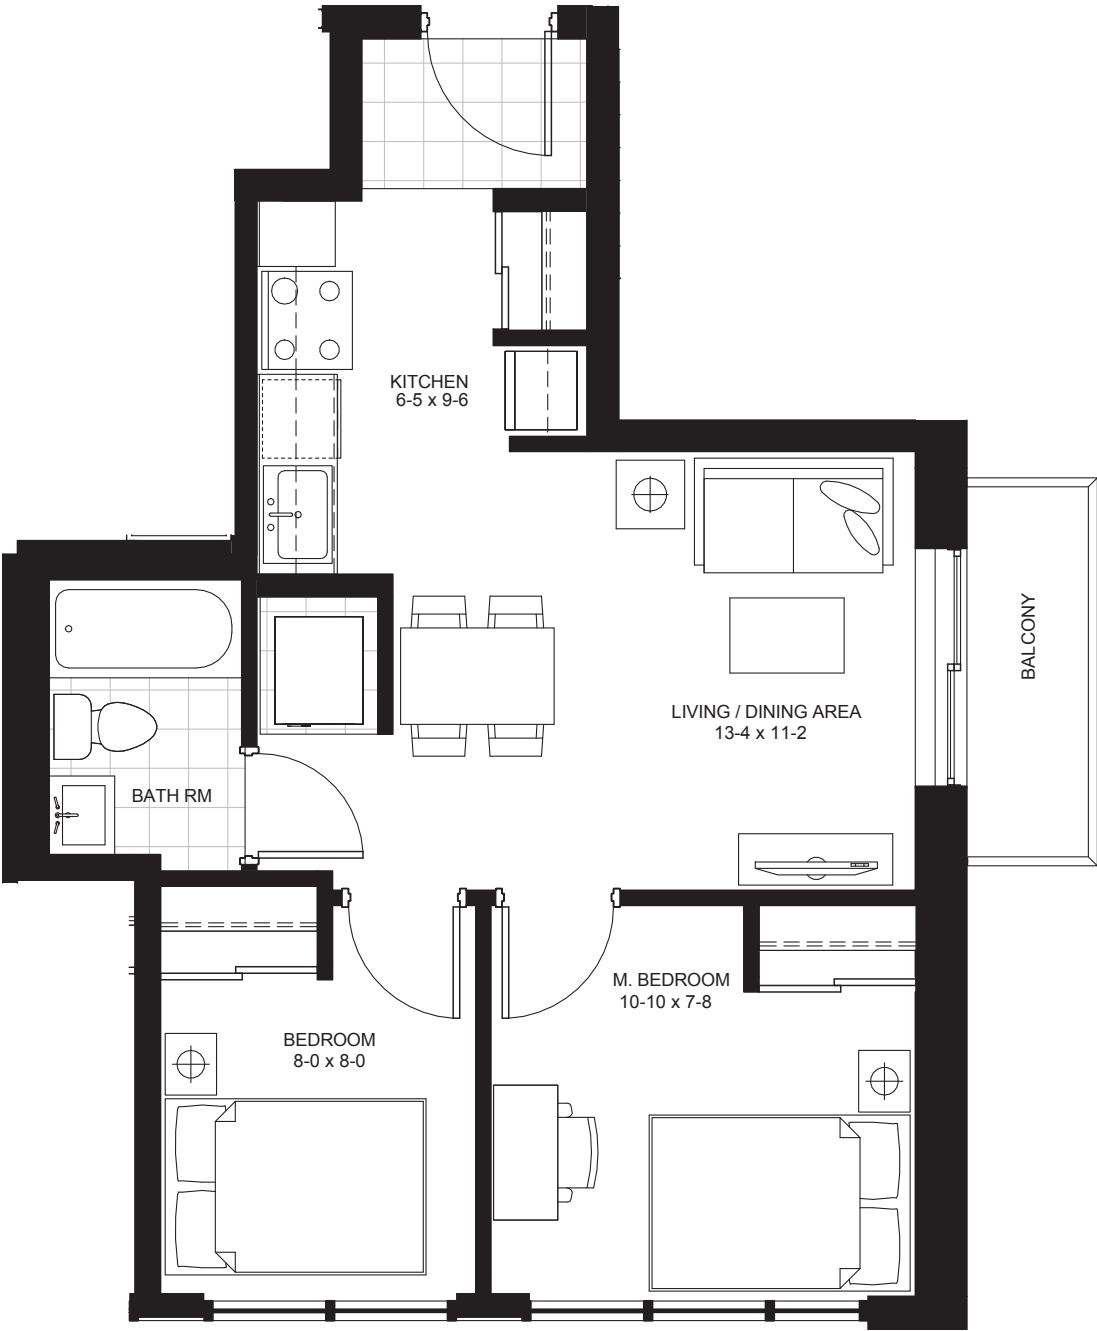 KITCHEN
6-5 x 9-6
BALCONY
LIVING / DINING AREA
13-4 x 11-2
BATH RM
M. BEDROOM
10-10 x 7-8
BEDROOM
8-0 x 8-0